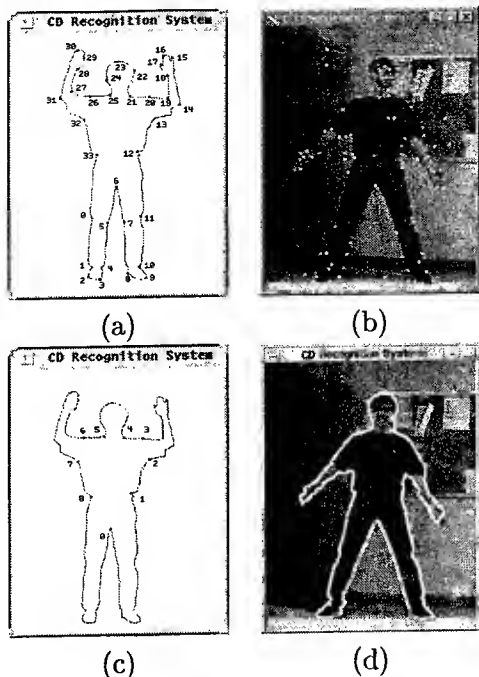 CD Recognition System
30 29 16 15
23 17
28 24 22 10
27
31 26 25 21 20 19
14
32 13
33 12
6
0 5 7 11
1 4 10
2 3 8 9
(a)
(b)
CD Recognition System
6 5 4 3
7 2
8 1
0
(c)
CD Recognition System
(d)